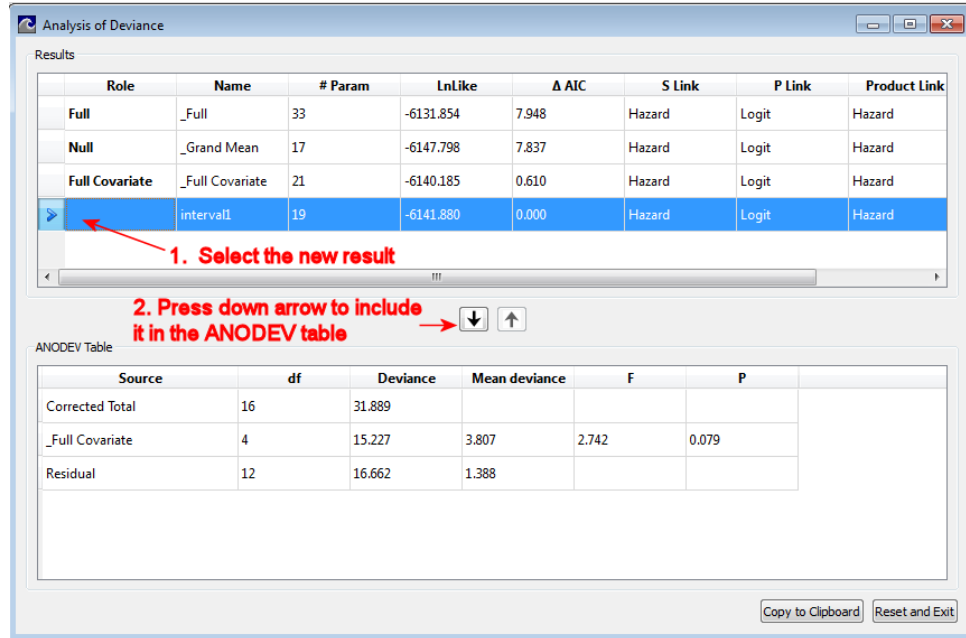 Analysis of Deviance
Results
Role Name # Param LnLike Δ AIC S Link P Link Product Link
Full _Full 33 -6131.854 7.948 Hazard Logit Hazard
Null _Grand Mean 17 -6147.798 7.837 Hazard Logit Hazard
Full Covariate _Full Covariate 21 -6140.185 0.610 Hazard Logit Hazard
interval1 19 -6141.880 0.000 Hazard Logit Hazard
1. Select the new result
2. Press down arrow to include
it in the ANODEV table
ANODEV Table
Source df Deviance Mean deviance F P
Corrected Total 16 31.889
_Full Covariate 4 15.227 3.807 2.742 0.079
Residual 12 16.662 1.388
Copy to Clipboard Reset and Exit